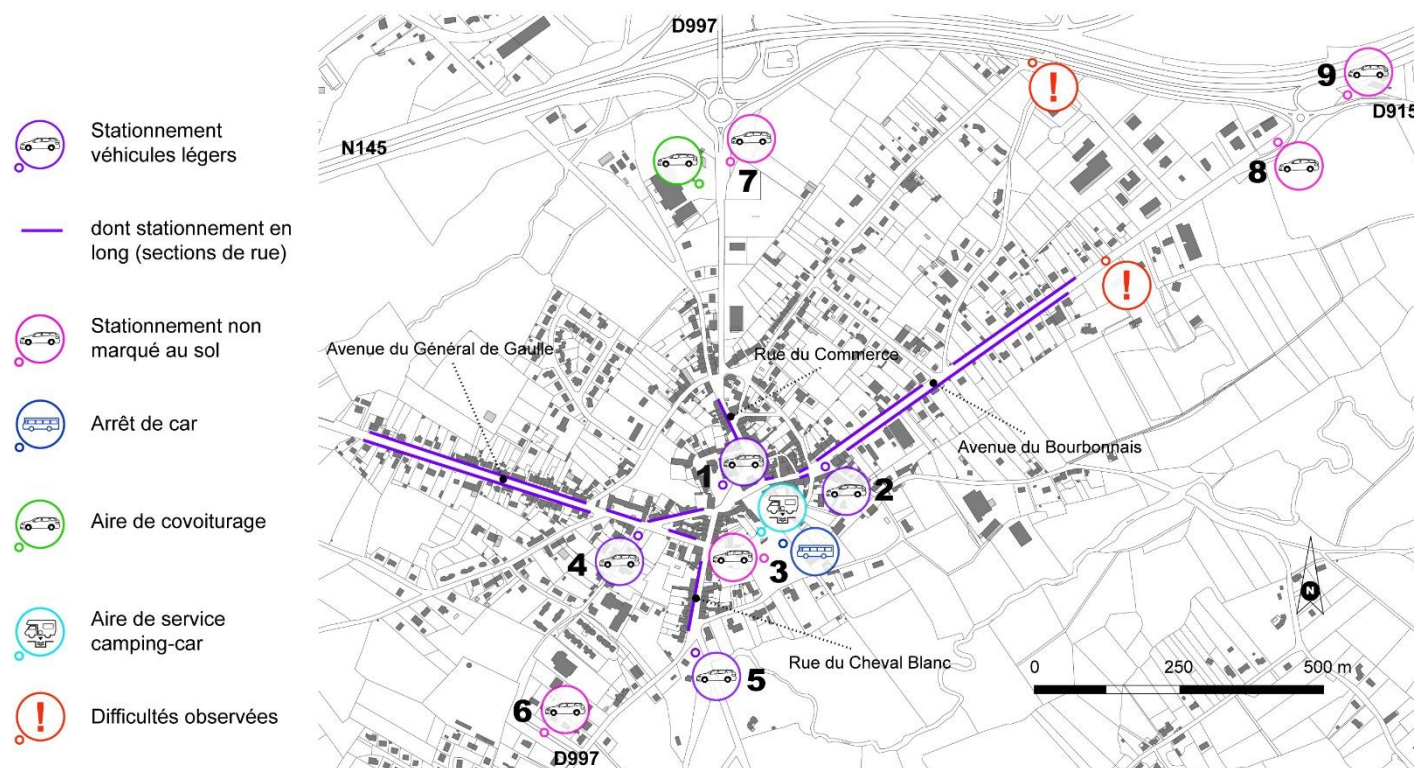 Stationnement
véhicules légers
dont stationnement en
long (sections de rue)
Stationnement non
marqué au sol
Arrêt de car
Aire de covoiturage
Aire de service
camping-car
Difficultés observées
D997
N145
7
9
D915
8
Avenue du Général de Gaulle
Rue du Commerce
Avenue du Bourbonnais
1
2
3
4
Rue du Cheval Blanc
5
6
D997
N
0 250 500 m